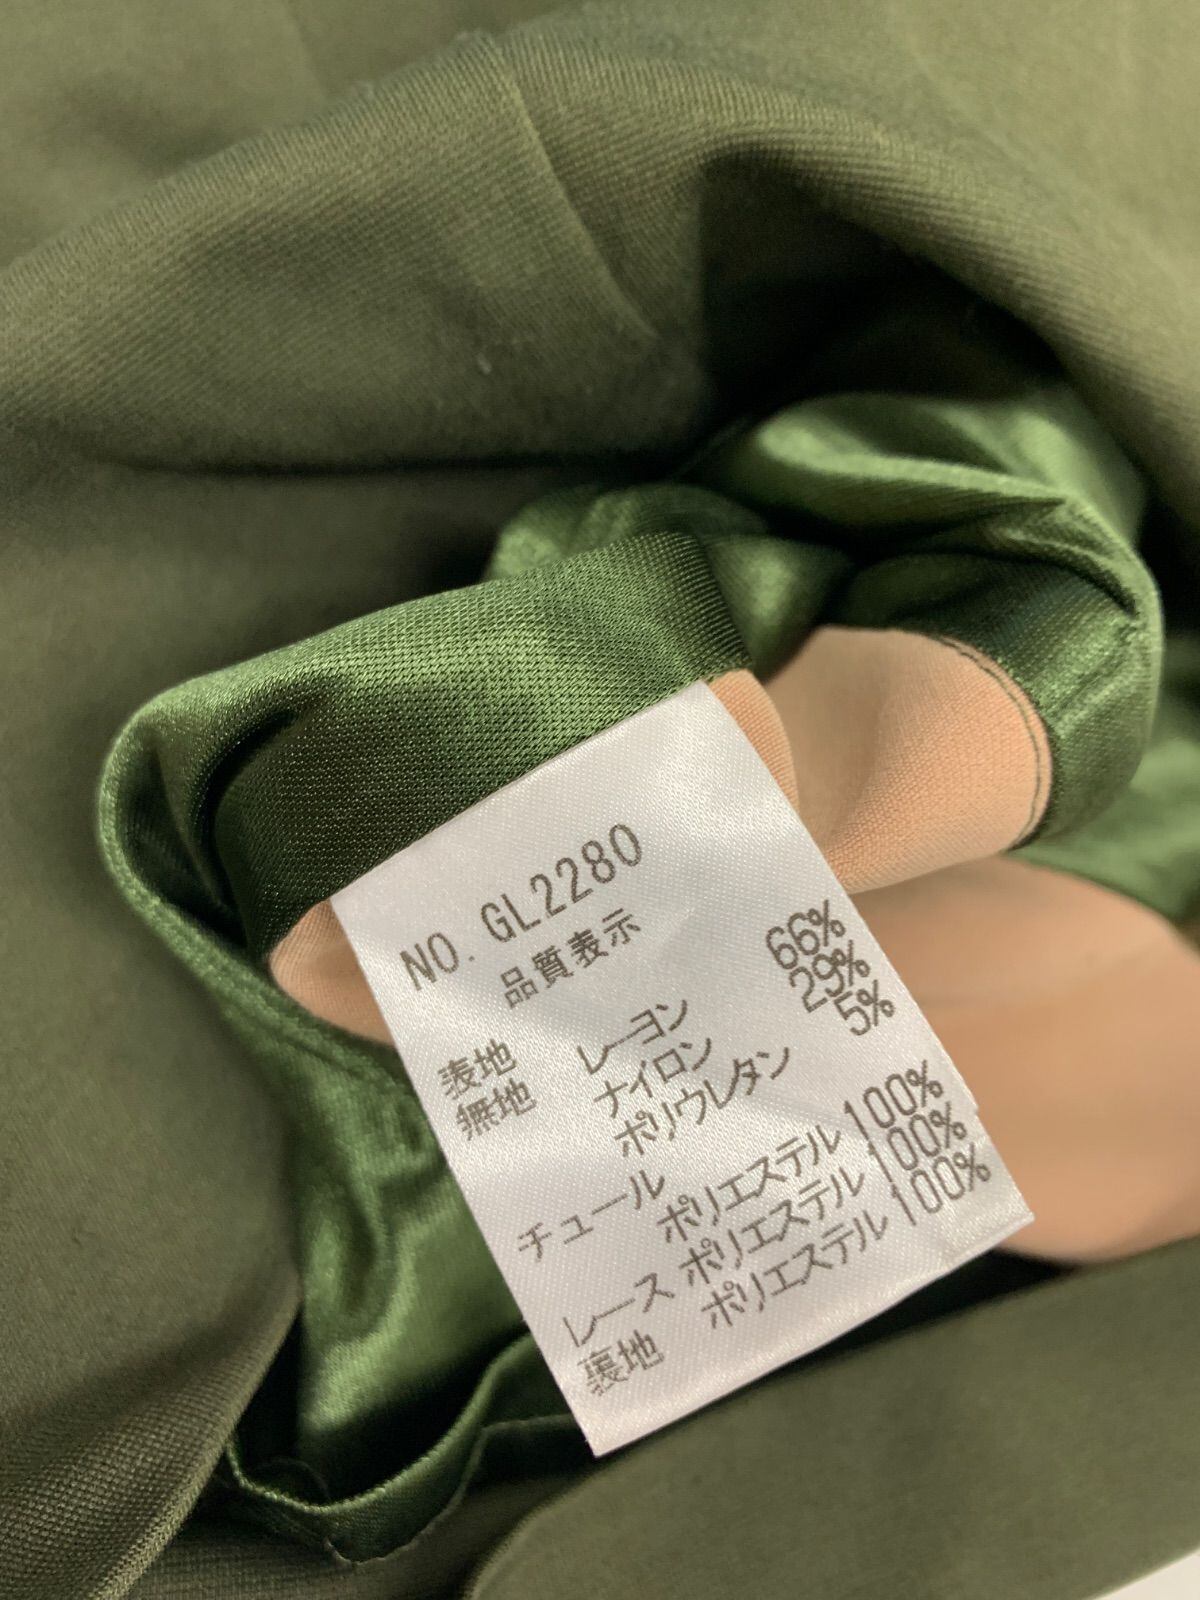 NO. GL2280
品質表示
表地 レーヨン 66%
無地 ナイロン 29%
ポリウレタン 5%
チュール ポリエステル 100%
レース ポリエステル 100%
裏地 ポリエステル 100%